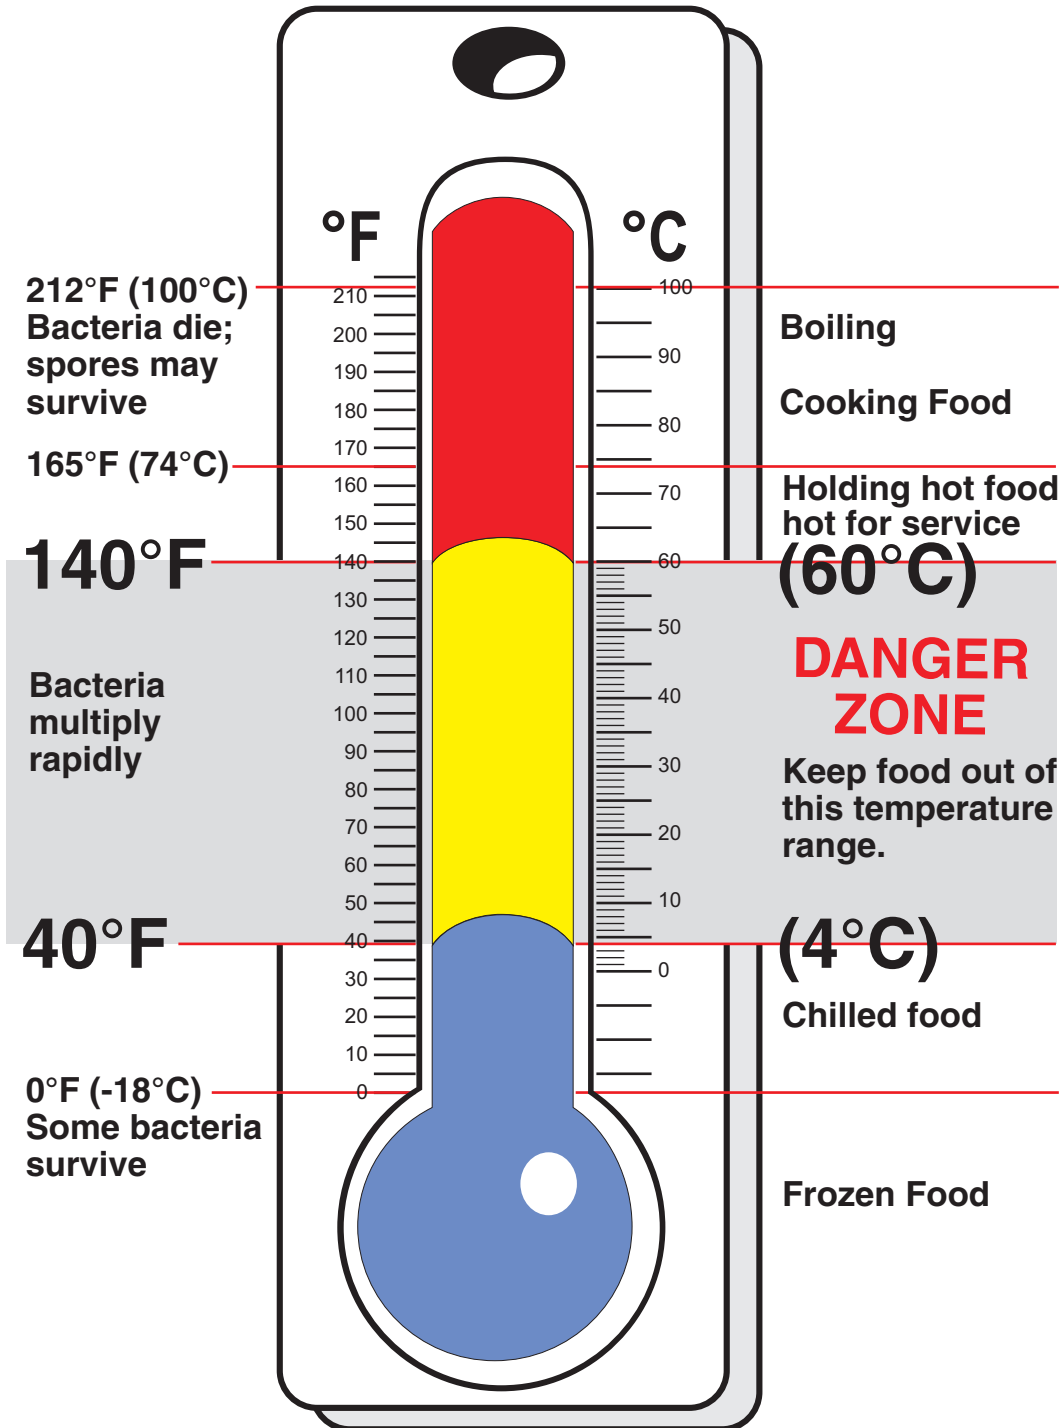 °F
°C
212°F (100°C)
Bacteria die;
spores may
survive
165°F (74°C)
140°F
Bacteria
multiply
rapidly
40°F
0°F (-18°C)
Some bacteria
survive
210
200
190
180
170
160
150
140
130
120
110
100
90
80
70
60
50
40
30
20
10
0
100
90
80
70
60
50
40
30
20
10
0
Boiling
Cooking Food
Holding hot food
hot for service
(60°C)
DANGER
ZONE
Keep food out of
this temperature
range.
(4°C)
Chilled food
Frozen Food